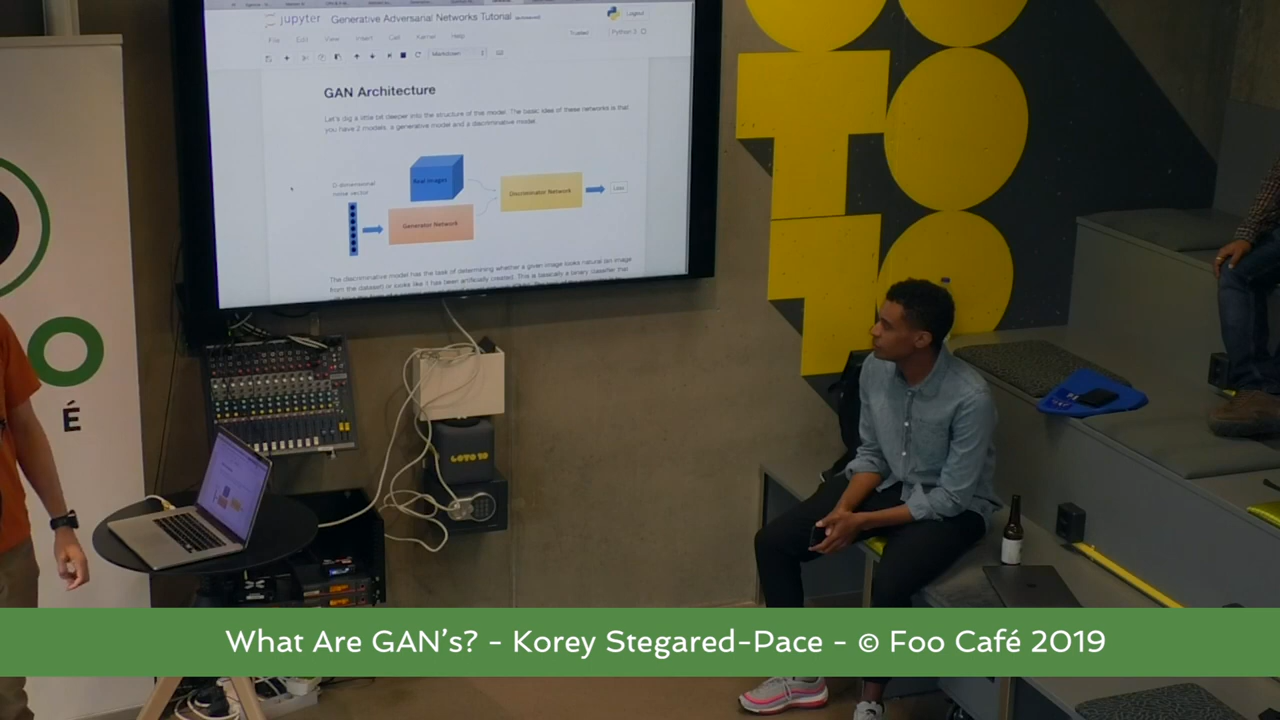 jupyter Generative Adversarial Networks Tutorial
Logout
File Edit View Insert Cell Kernel Help
Trusted
Python 3
Markdown
GAN Architecture
Let's dig a little bit deeper into the structure of this model. The basic idea of these networks is that
you have 2 models, a generative model and a discriminative model.
D dimensional
noise vector
Real Images
Generator Network
Discriminator Network
Loss
The discriminative model has the task of determining whether a given image looks natural (an image
from the dataset) or looks like it has been artificially created. This is basically a binary classifier that
O
É
LOTO 10
TO
What Are GAN's? - Korey Stegared-Pace - © Foo Café 2019